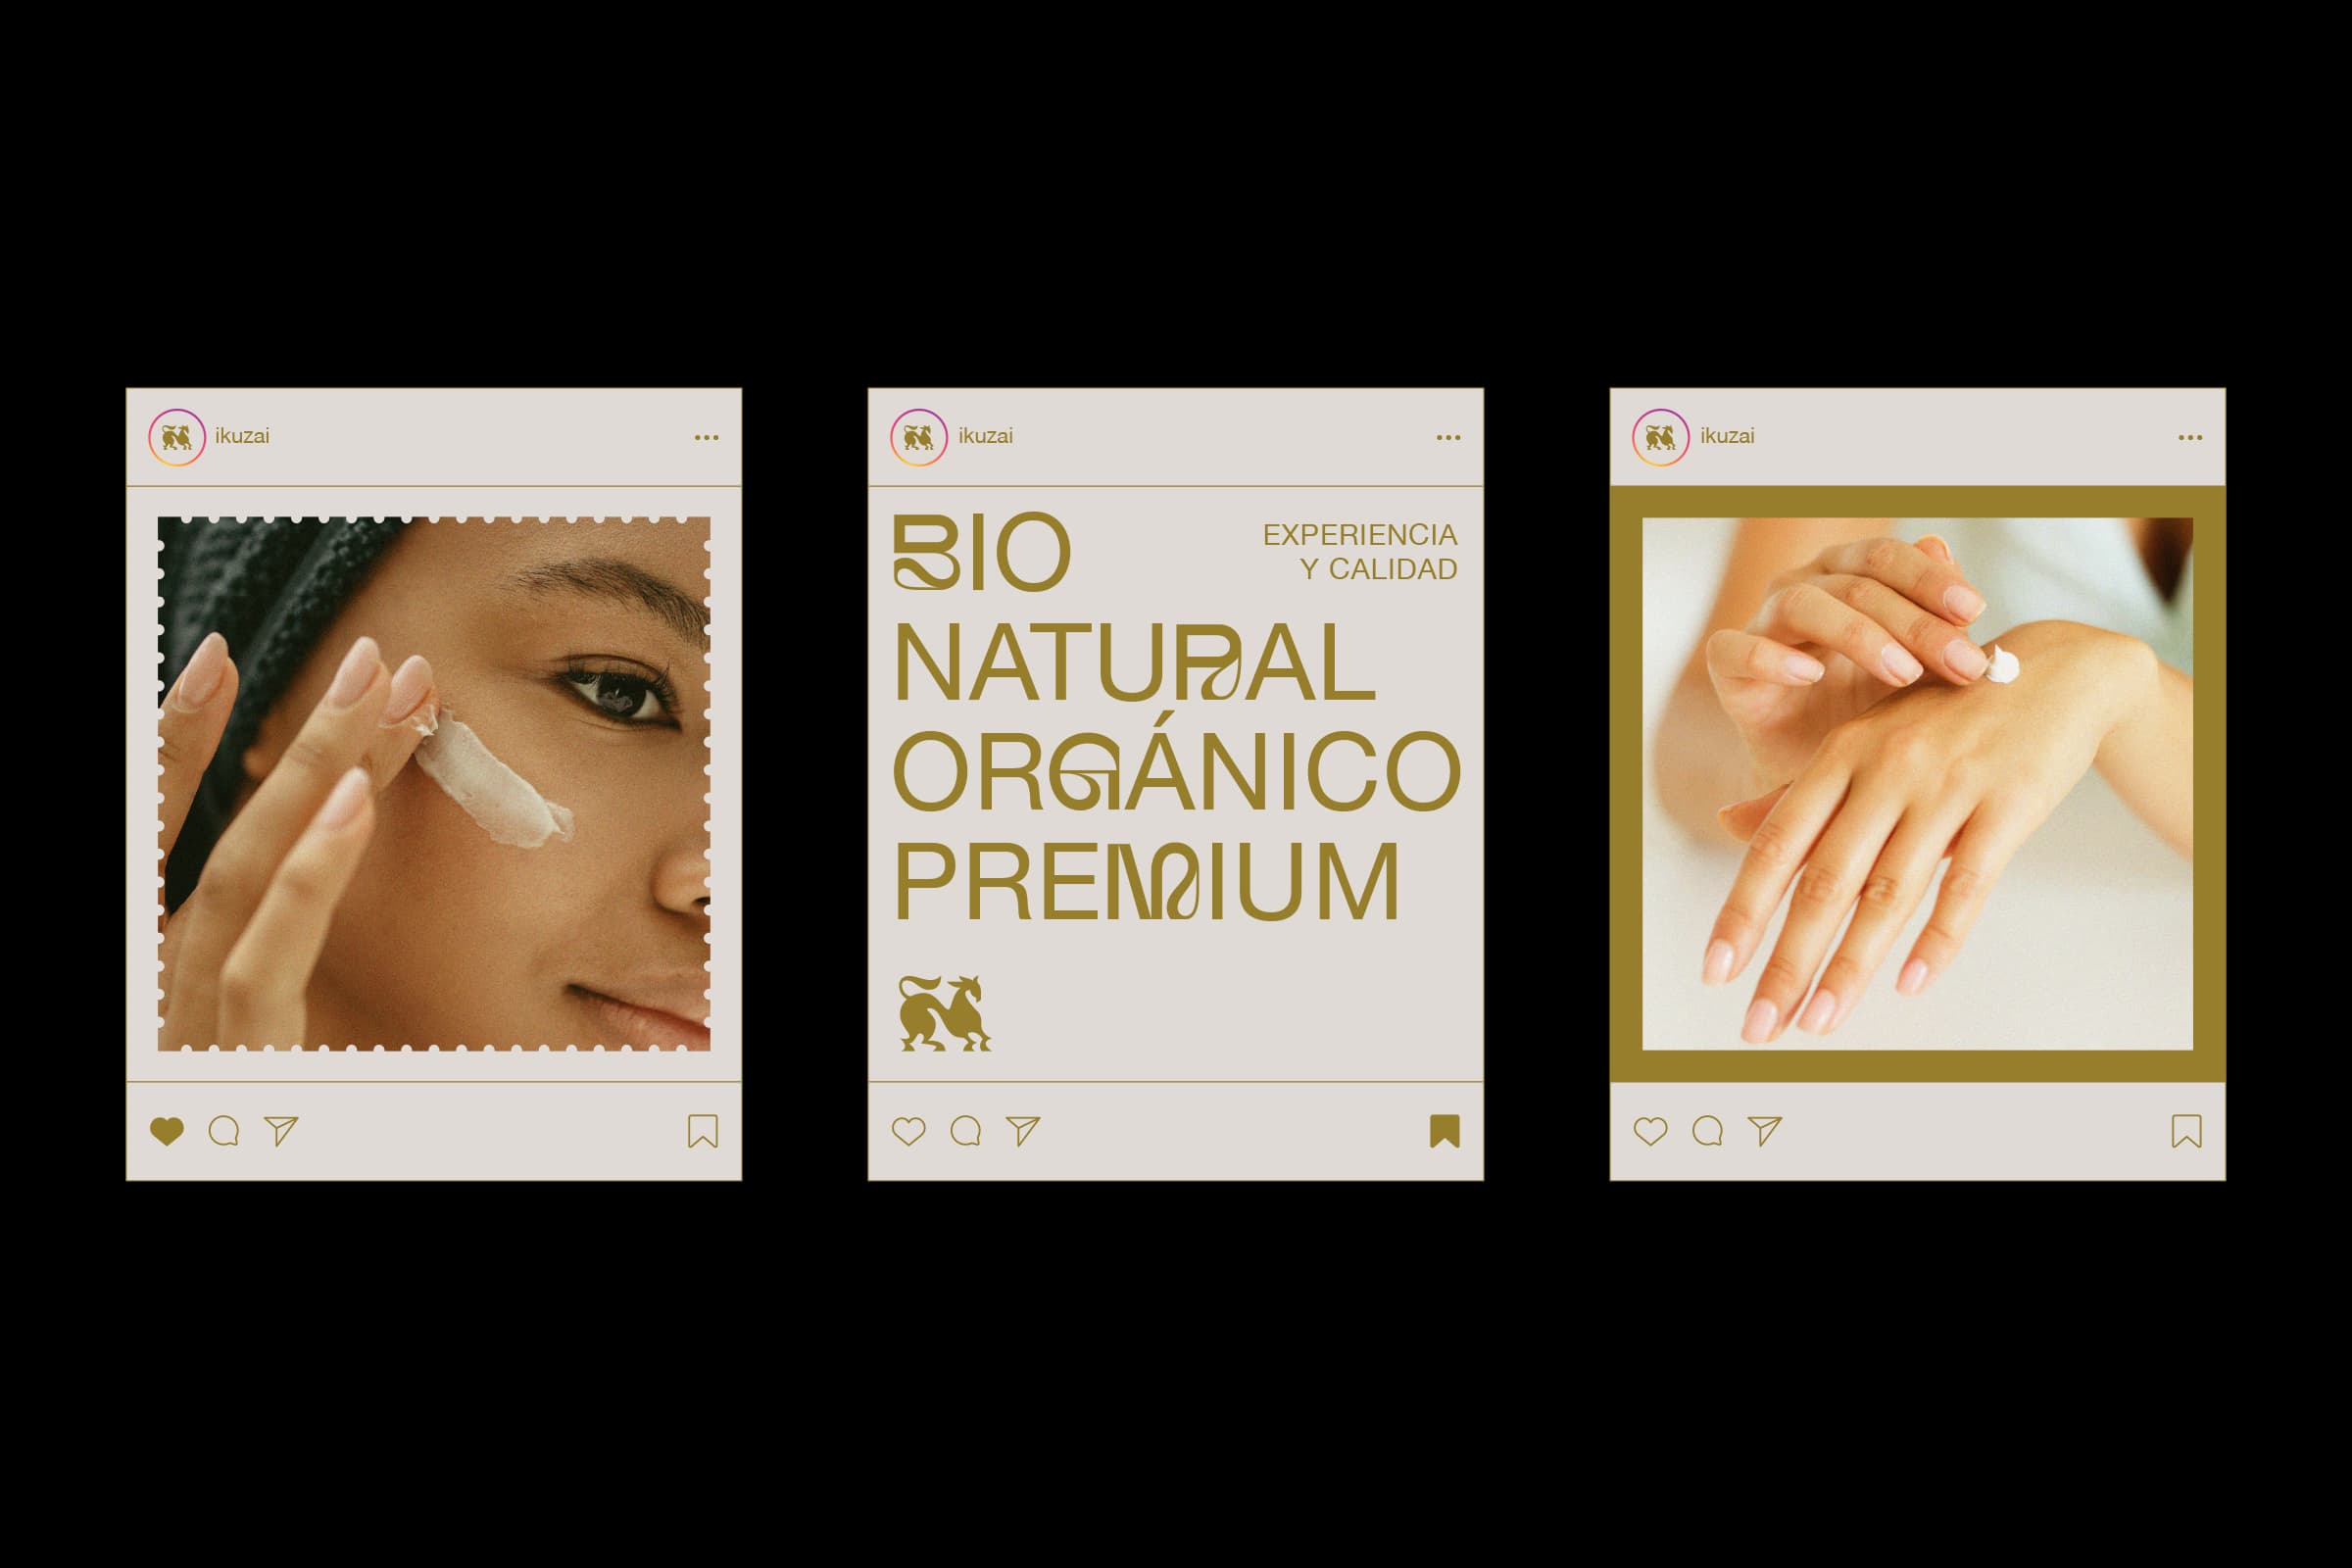 ikuzai
ikuzai
BIO
EXPERIENCIA
Y CALIDAD
NATURAL
ORGÁNICO
PREMIUM
ikuzai